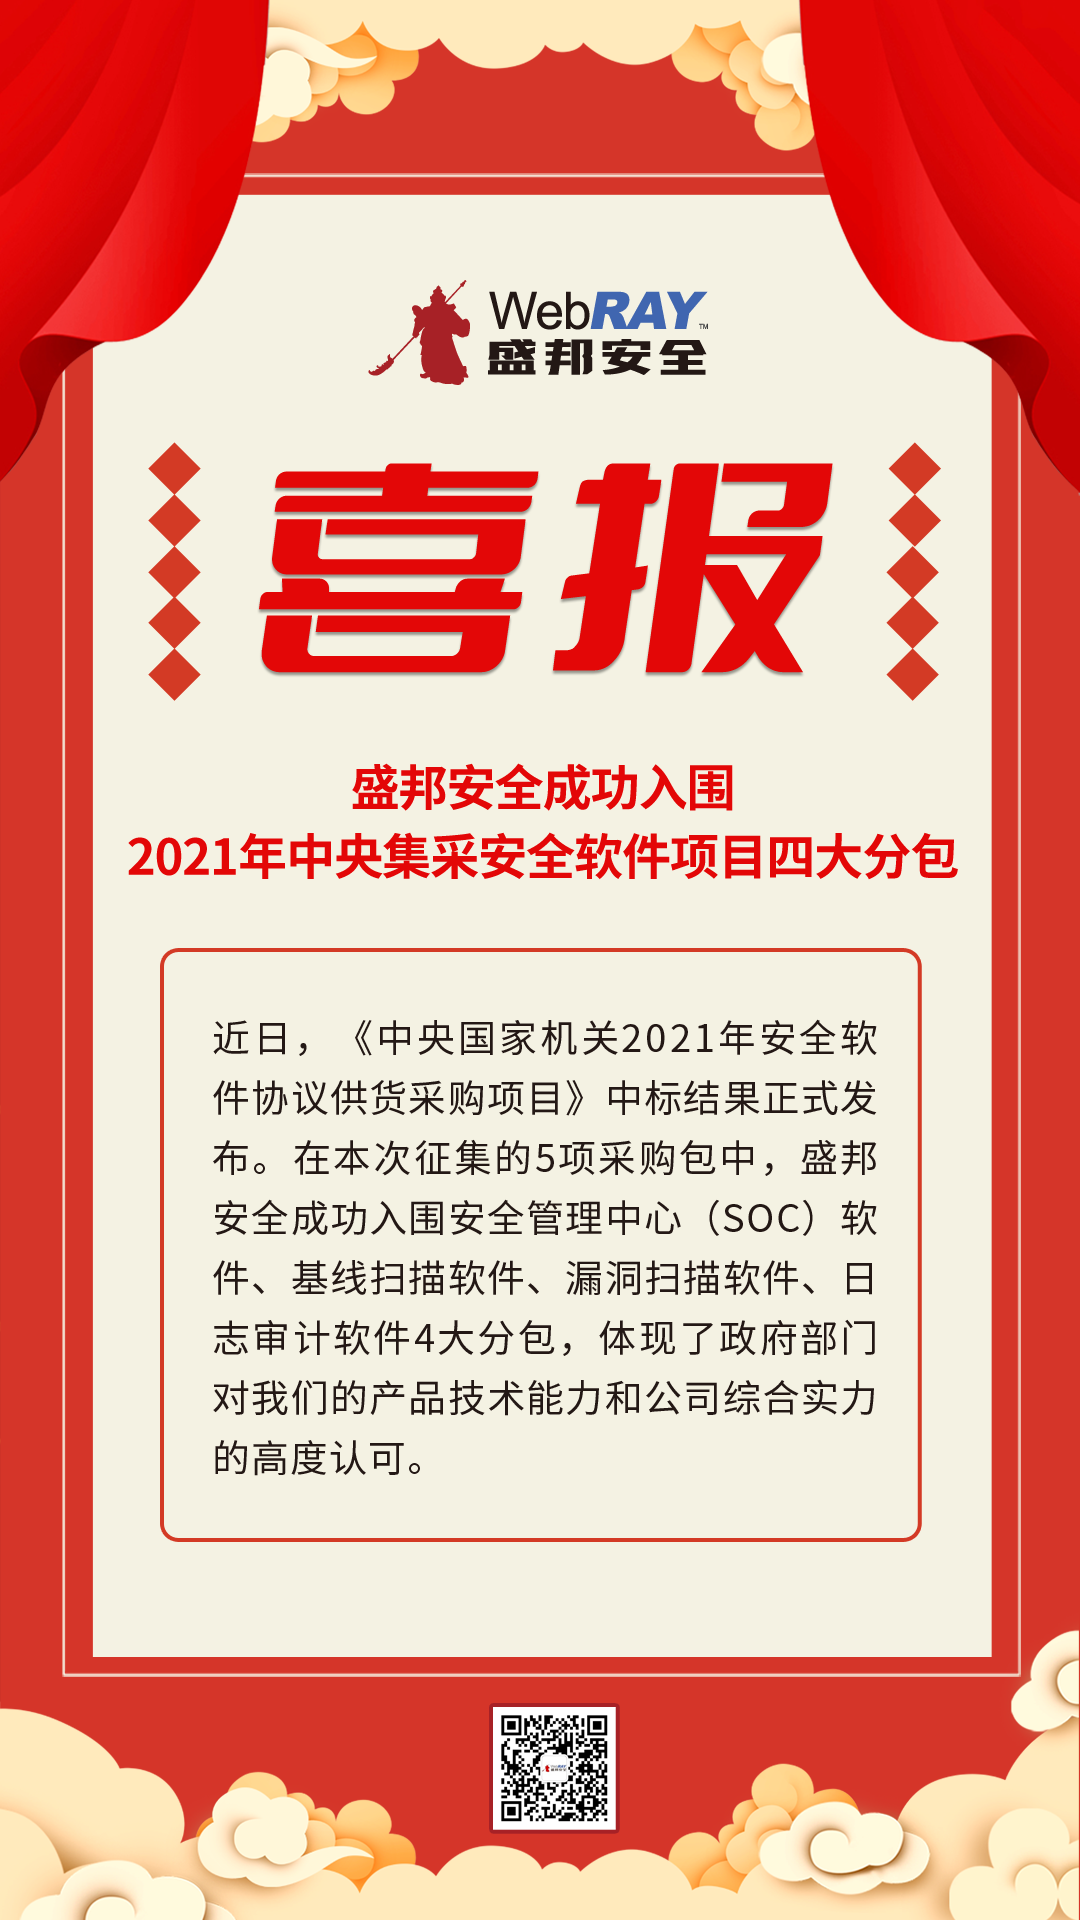 WebRAY™
盛邦安全
喜报
盛邦安全成功入围
2021年中央集采安全软件项目四大分包
近日，《中央国家机关2021年安全软
件协议供货采购项目》中标结果正式发
布。在本次征集的5项采购包中，盛邦
安全成功入围安全管理中心（SOC）软
件、基线扫描软件、漏洞扫描软件、日
志审计软件4大分包，体现了政府部门
对我们的产品技术能力和公司综合实力
的高度认可。